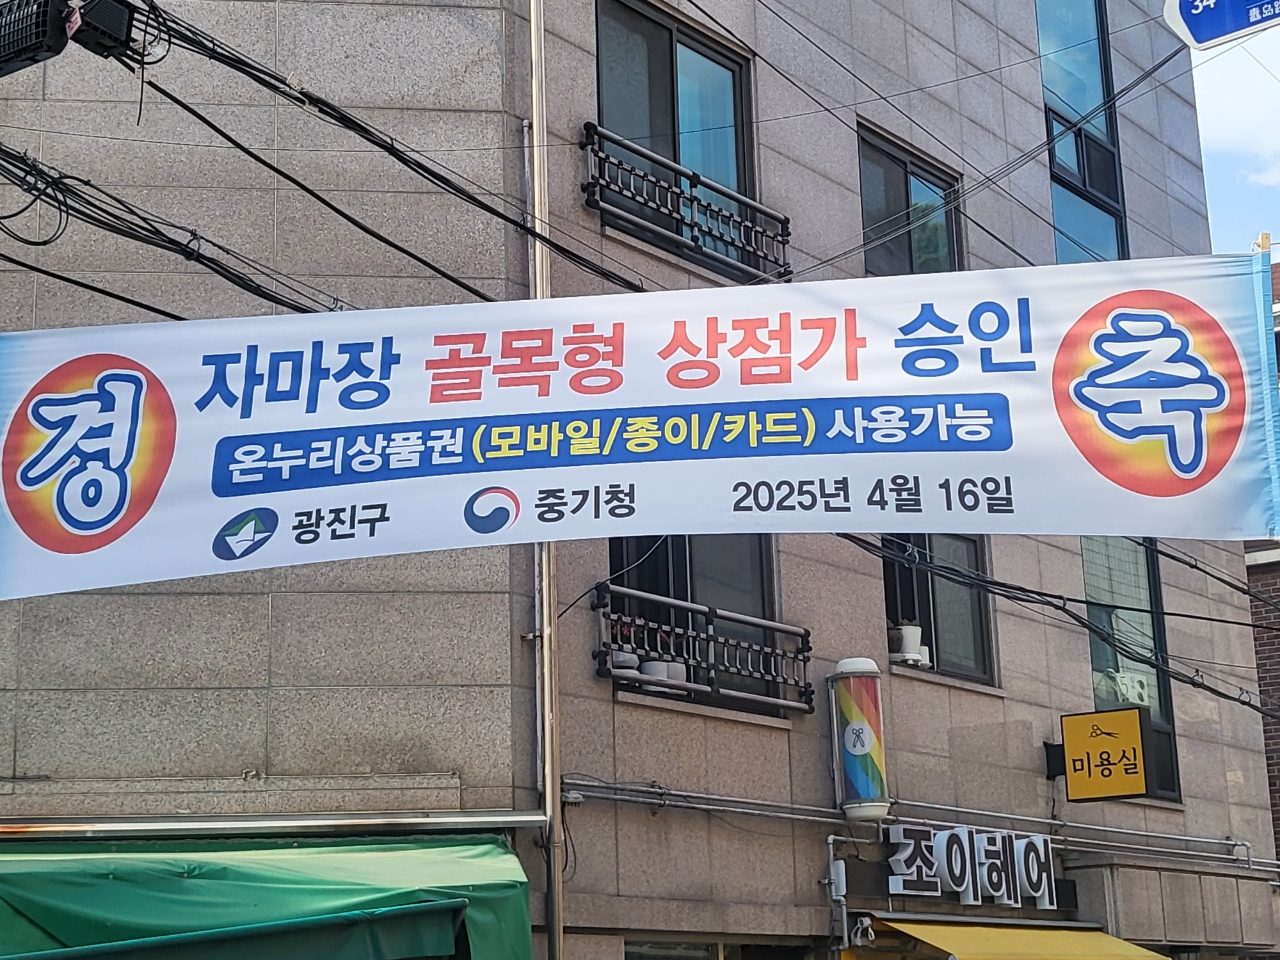 34
경 축
자마장 골목형 상점가 승인
온누리상품권(모바일/종이/카드) 사용가능
광진구 중기청 2025년 4월 16일
미용실
조이헤어